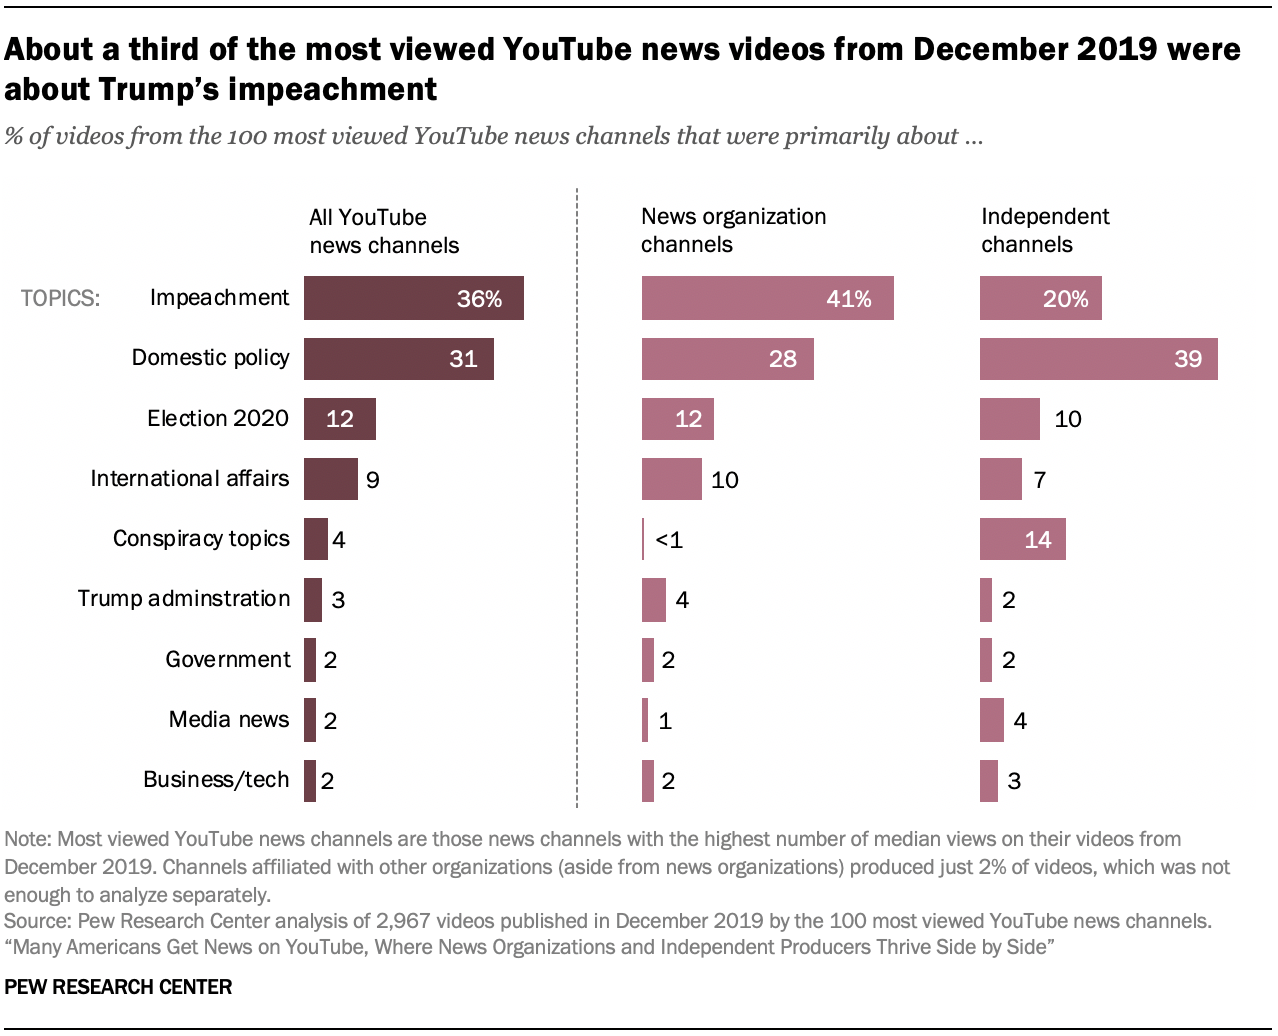 About a third of the most viewed YouTube news videos from December 2019 were
about Trump's impeachment
% of videos from the 100 most viewed YouTube news channels that were primarily about ...
All YouTube
news channels
News organization
channels
Independent
channels
TOPICS: Impeachment 36% 41% 20%
Domestic policy 31 28 39
Election 2020 12 12 10
International affairs 9 10 7
Conspiracy topics 4 <1 14
Trump adminstration 3 4 2
Government 2 2 2
Media news 2 1 4
Business/tech 2 2 3
Note: Most viewed YouTube news channels are those news channels with the highest number of median views on their videos from
December 2019. Channels affiliated with other organizations (aside from news organizations) produced just 2% of videos, which was not
enough to analyze separately.
Source: Pew Research Center analysis of 2,967 videos published in December 2019 by the 100 most viewed YouTube news channels.
“Many Americans Get News on YouTube, Where News Organizations and Independent Producers Thrive Side by Side”
PEW RESEARCH CENTER